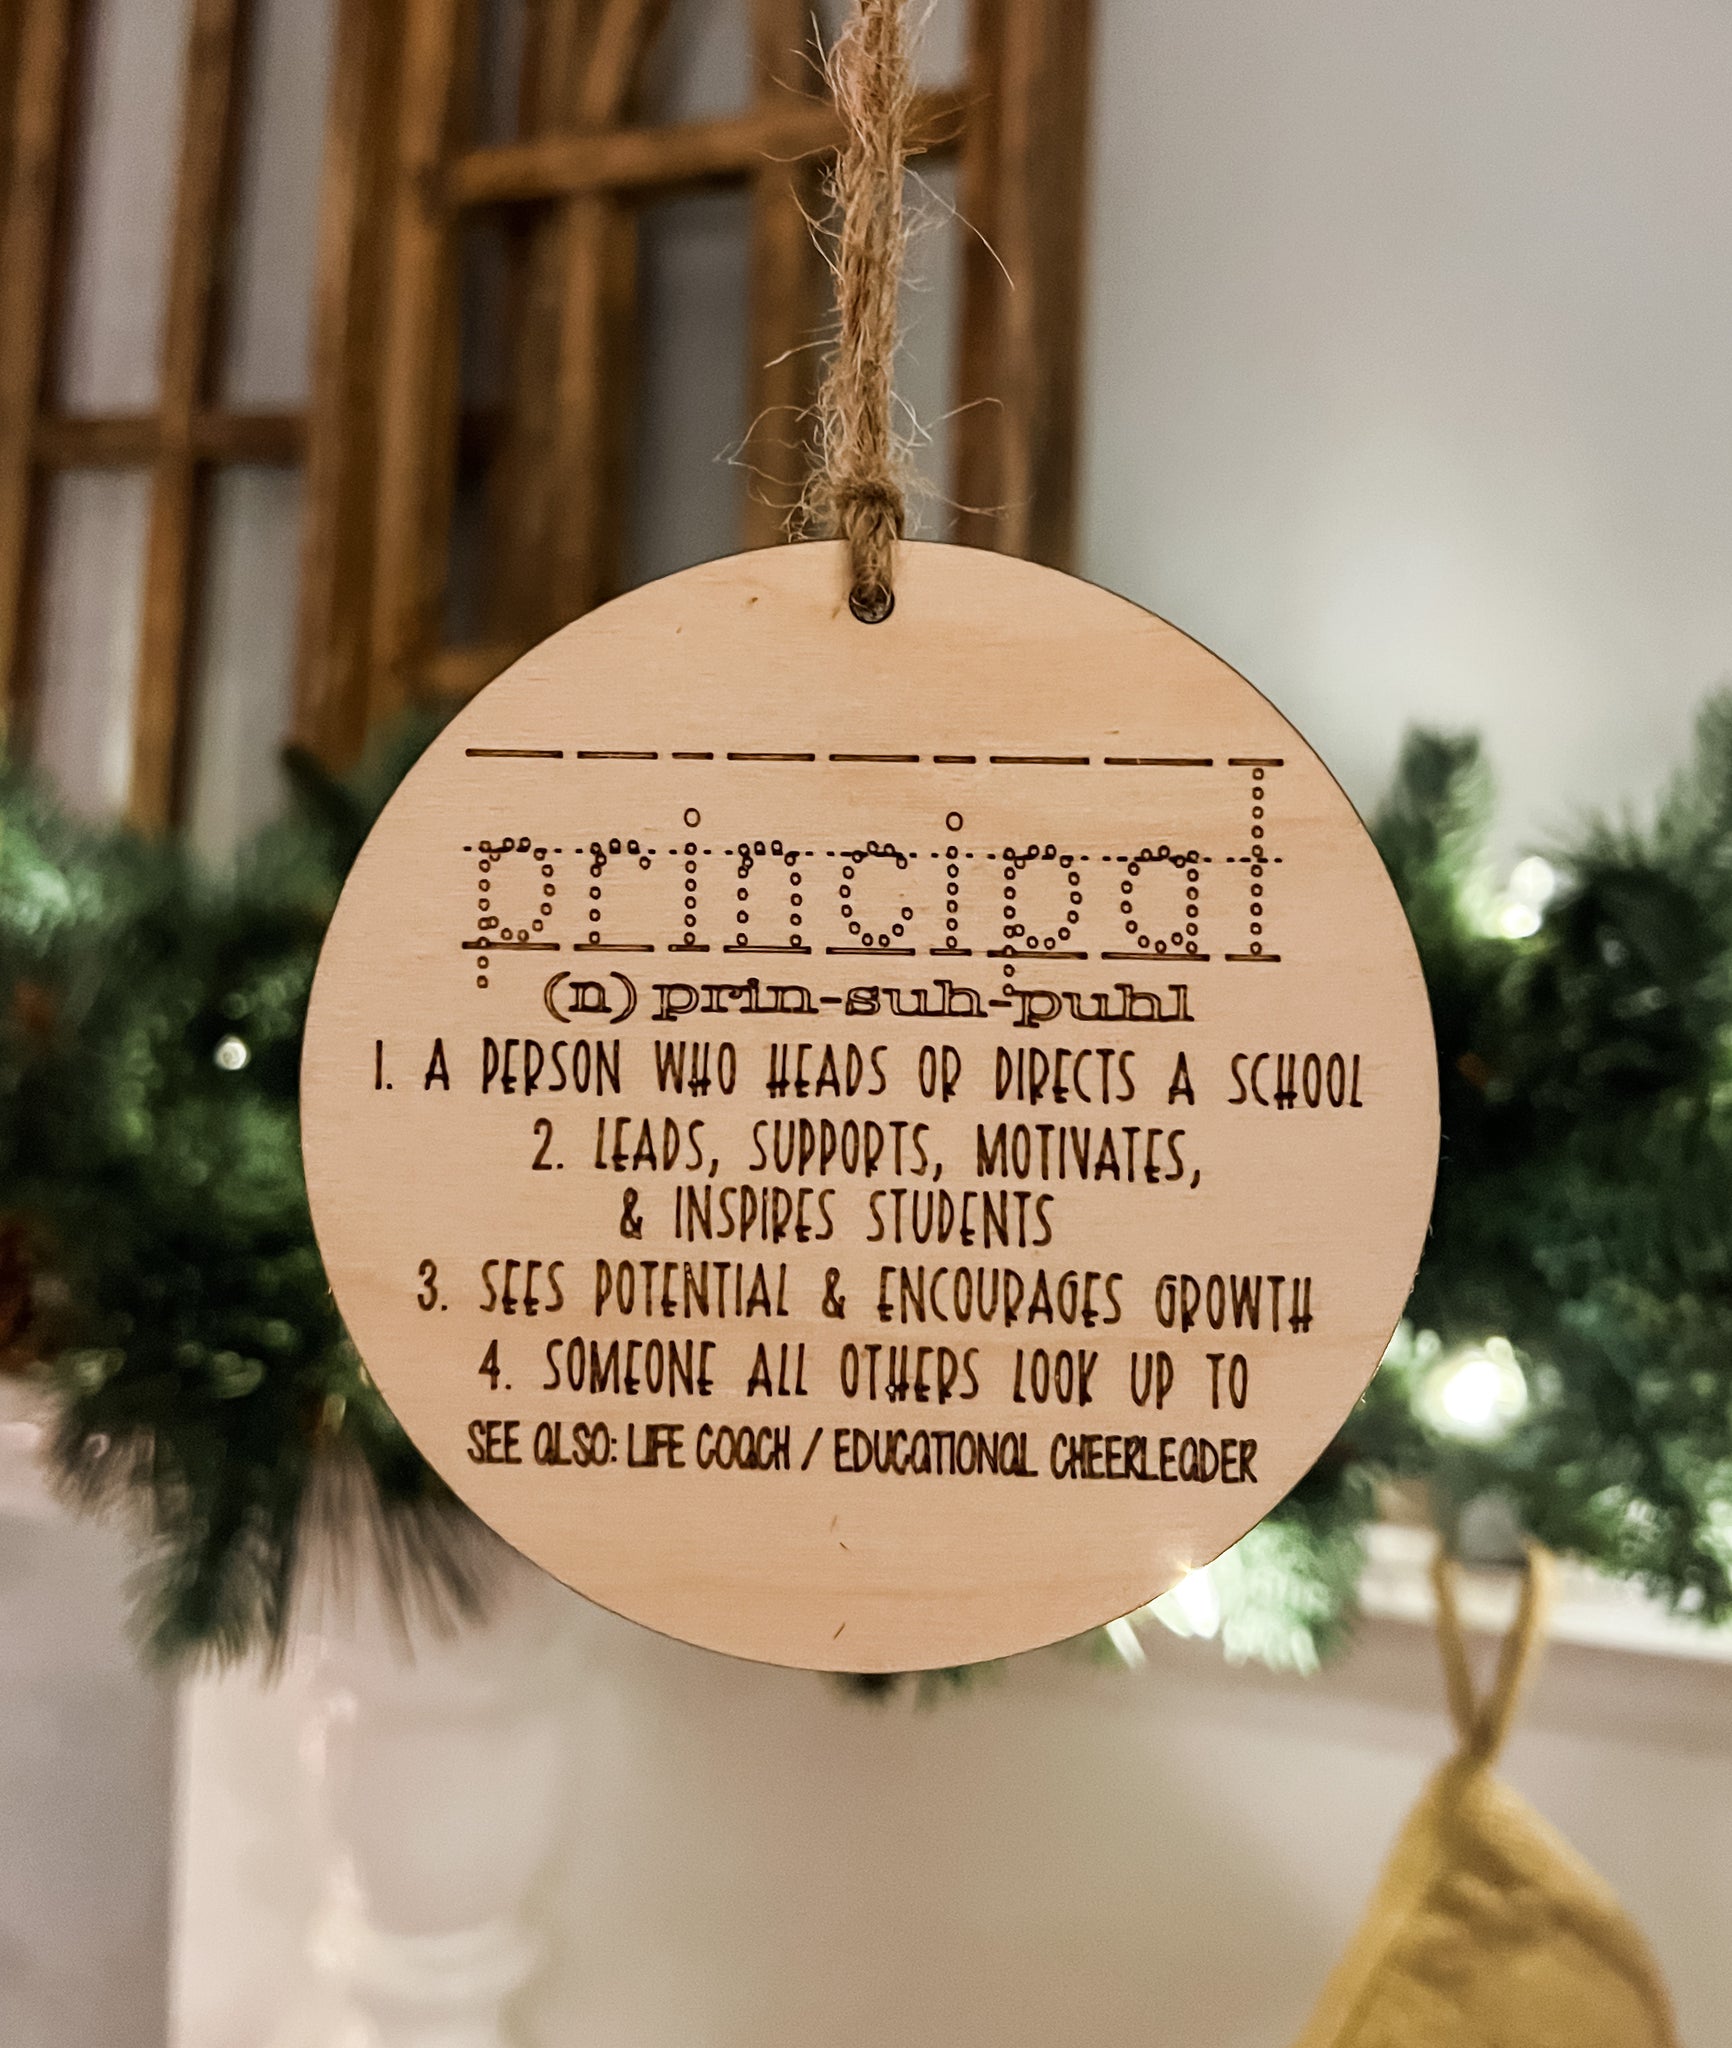 principal
(n) prin-suh-puhl
1. A PERSON WHO HEADS OR DIRECTS A SCHOOL
2. LEADS, SUPPORTS, MOTIVATES,
& INSPIRES STUDENTS
3. SEES POTENTIAL & ENCOURAGES GROWTH
4. SOMEONE ALL OTHERS LOOK UP TO
SEE ALSO: LIFE COACH / EDUCATIONAL CHEERLEADER